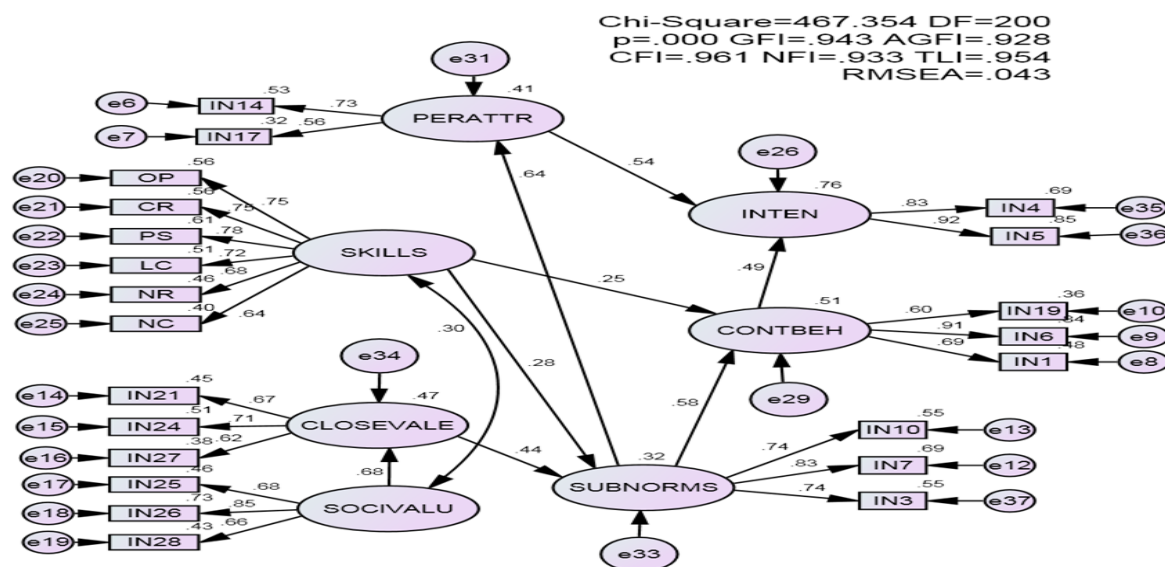 Chi-Square=467.354 DF=200
p=.000 GFI=.943 AGFI=.928
CFI=.961 NFI=.933 TLI=.954
RMSEA=.043
e31
.53
.41
e6 IN14 .73 PERATTR
.32 .56
e7 IN17
e26
.54
.64
.56
e20 OP
.75
.76
.69
.56
e21 CR .75
INTEN .83 IN4 e35
.61
e22 PS .78
.92 .85
IN5 e36
.51
e23 LC .72 SKILLS
.46 .68
e24 NR
.25 .49
.40 .64
e25 NC
.51
.36
.60 IN19 e10
.30
CONTBEH .91 IN6 .84 e9
.69 IN1 .48 e8
e34
.28
.45
e14 IN21 .67
.47
.58
e29
.51
e15 IN24 .71 CLOSEVALE
.55
IN10 e13
.38 .62
e16 IN27
.44
.74
.46
e17 IN25 .68
.68
.32
.69
.83 IN7 e12
SUBNORMS
.73 .85
e18 IN26
SOCIVALU
.74 .55
IN3 e37
.43 .66
e19 IN28
e33